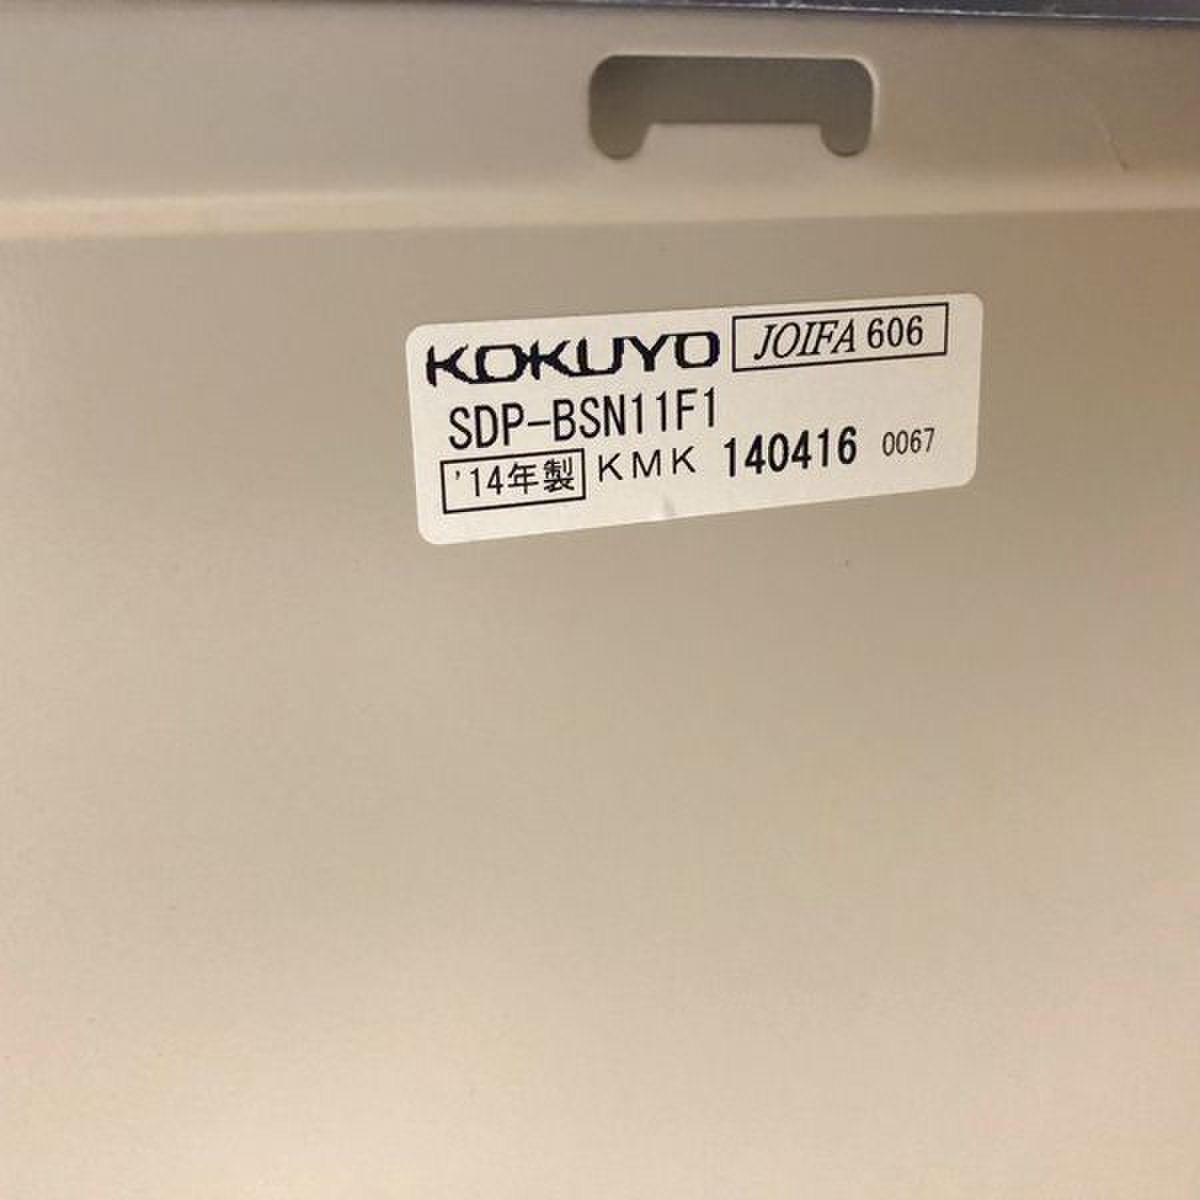 KOKUYO JOIFA 606
SDP-BSN11F1
'14年製 KMK 140416 0067